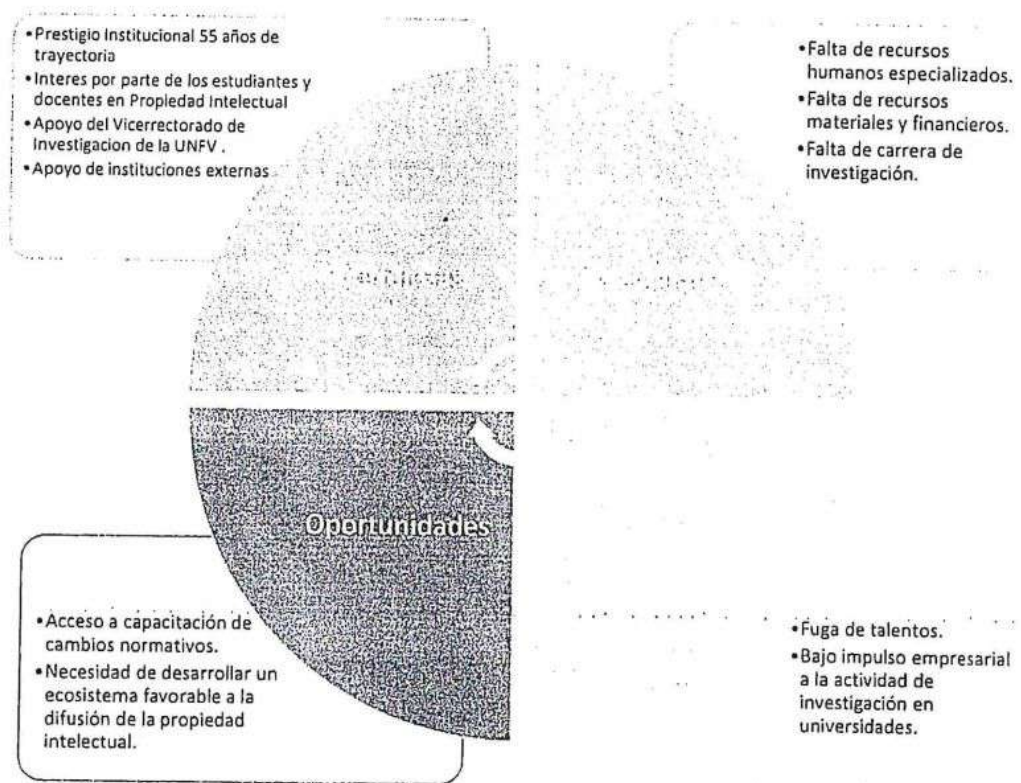 •Prestigio Institucional 55 años de
trayectoria
•Interes por parte de los estudiantes y
docentes en Propiedad Intelectual
•Apoyo del Vicerrectorado de
Investigacion de la UNFV .
•Apoyo de instituciones externas
•Falta de recursos
humanos especializados.
•Falta de recursos
materiales y financieros.
•Falta de carrera de
investigación.
Oportunidades
•Acceso a capacitación de
cambios normativos.
•Necesidad de desarrollar un
ecosistema favorable a la
difusión de la propiedad
intelectual.
•Fuga de talentos.
•Bajo impulso empresarial
a la actividad de
investigación en
universidades.